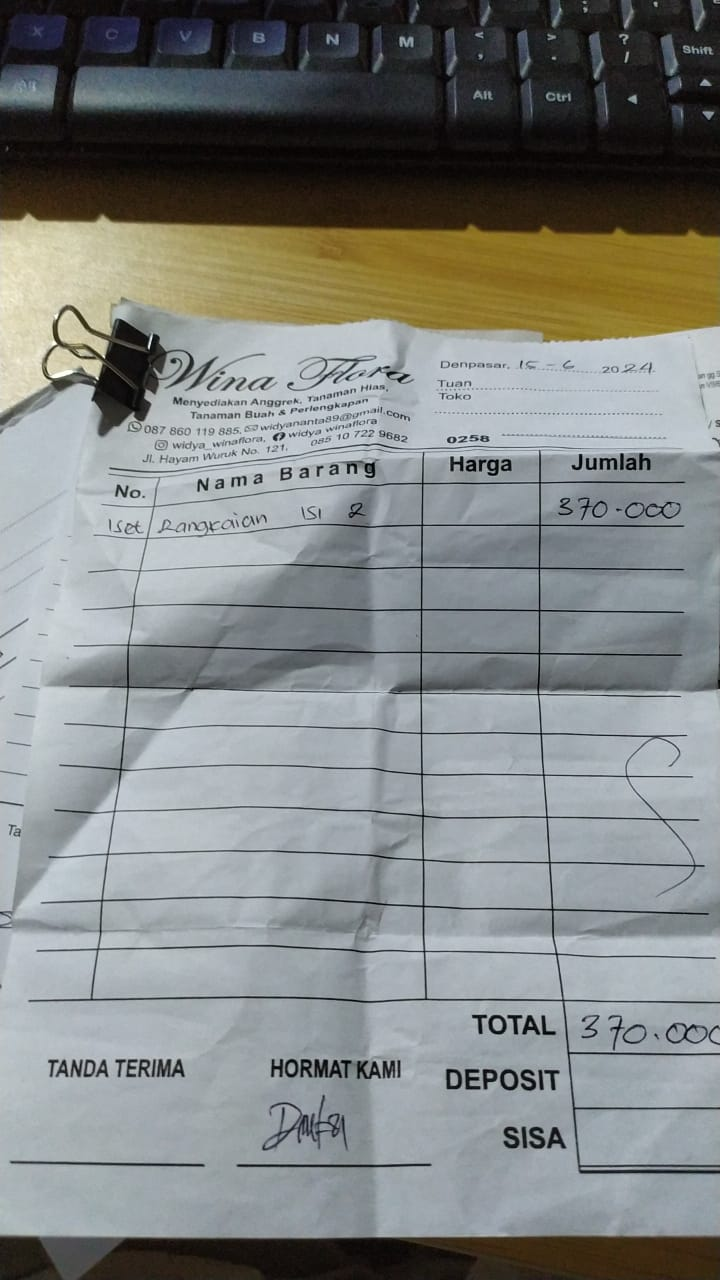 X C V B N M < , > . ? / Shift
Alt Alt Ctrl
Wina Flora
Menyediakan Anggrek, Tanaman Hias,
Tanaman Buah & Perlengkapan
087 860 119 885, widyananta89@gmail.com
widya_winaflora, widya winaflora
085 10 722 9682
Jl. Hayam Wuruk No. 121,
Denpasar, 15 - 6 2024
Tuan
Toko
0258
No. Nama Barang Harga Jumlah
1set Rangkaian isi 2 370.000
TOTAL 370.000
TANDA TERIMA HORMAT KAMI DEPOSIT
SISA